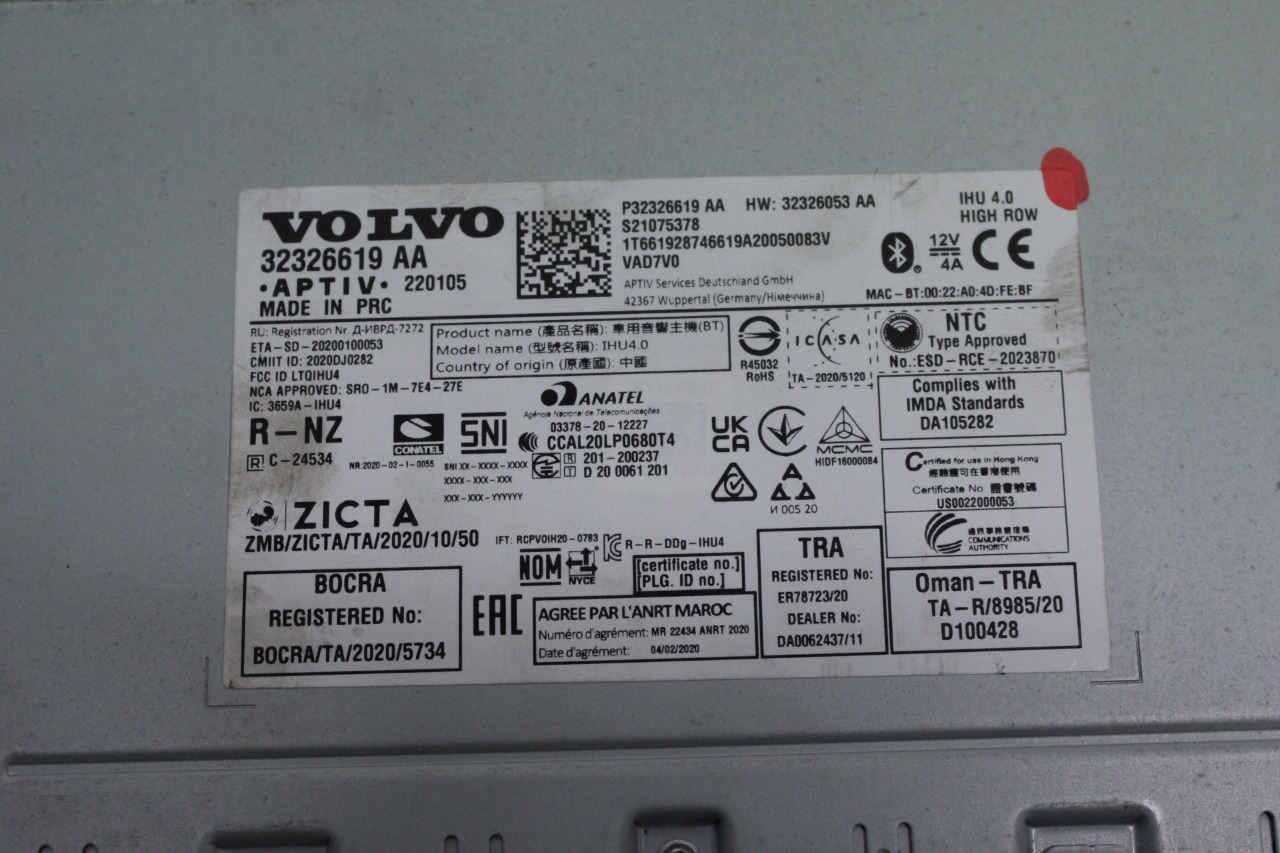 VOLVO
32326619 AA
•APTIV• 220105
MADE IN PRC
P32326619 AA HW: 32326053 AA
S21075378
1T661928746619A20050083V
VAD7V0
APTIV Services Deutschland GmbH
42367 Wuppertal (Germany/Німеччина)
IHU 4.0
HIGH ROW
12V
4A
CE
MAC-BT:00:22:A0:4D:FE:BF
RU: Registration Nr. Д-ИВРД-7272
ETA-SD-20200100053
CMIIT ID: 2020DJ0282
FCC ID LTQIHU4
NCA APPROVED: SRO-1M-7E4-27E
IC: 3659A-IHU4
Product name (產品名稱): 車用音響主機(BT)
Model name (型號名稱): IHU4.0
Country of origin (原產國): 中國
R45032
RoHS
ICASA
TA-2020/5120
NTC
Type Approved
No.:ESD-RCE-2023870
Complies with
IMDA Standards
DA105282
R-NZ
R C-24534
CONATEL
NR:2020-02-I-0055
SNI
SNI XX-XXXX-XXXX
XXXX-XXX-XXX
XXX-XXX-YYYYYY
ANATEL
Agência Nacional de Telecomunicações
03378-20-12227
CCAL20LP0680T4
R 201-200237
T D 20 0061 201
UK
CA
MCMC
HIDF16000084
И 005 20
Certified for use in Hong Kong
經驗證可在香港使用
Certificate No 證書號碼
US0022000053
通訊事務管理局
COMMUNICATIONS
AUTHORITY
ZICTA
ZMB/ZICTA/TA/2020/10/50
IFT: RCPVOIH20-0783
R-R-DDg-IHU4
NOM
NYCE
[certificate no.]
[PLG. ID no.]
BOCRA
REGISTERED No:
BOCRA/TA/2020/5734
EAC
AGREE PAR L'ANRT MAROC
Numéro d'agrément: MR 22434 ANRT 2020
Date d'agrément: 04/02/2020
TRA
REGISTERED No:
ER78723/20
DEALER No:
DA0062437/11
Oman-TRA
TA-R/8985/20
D100428